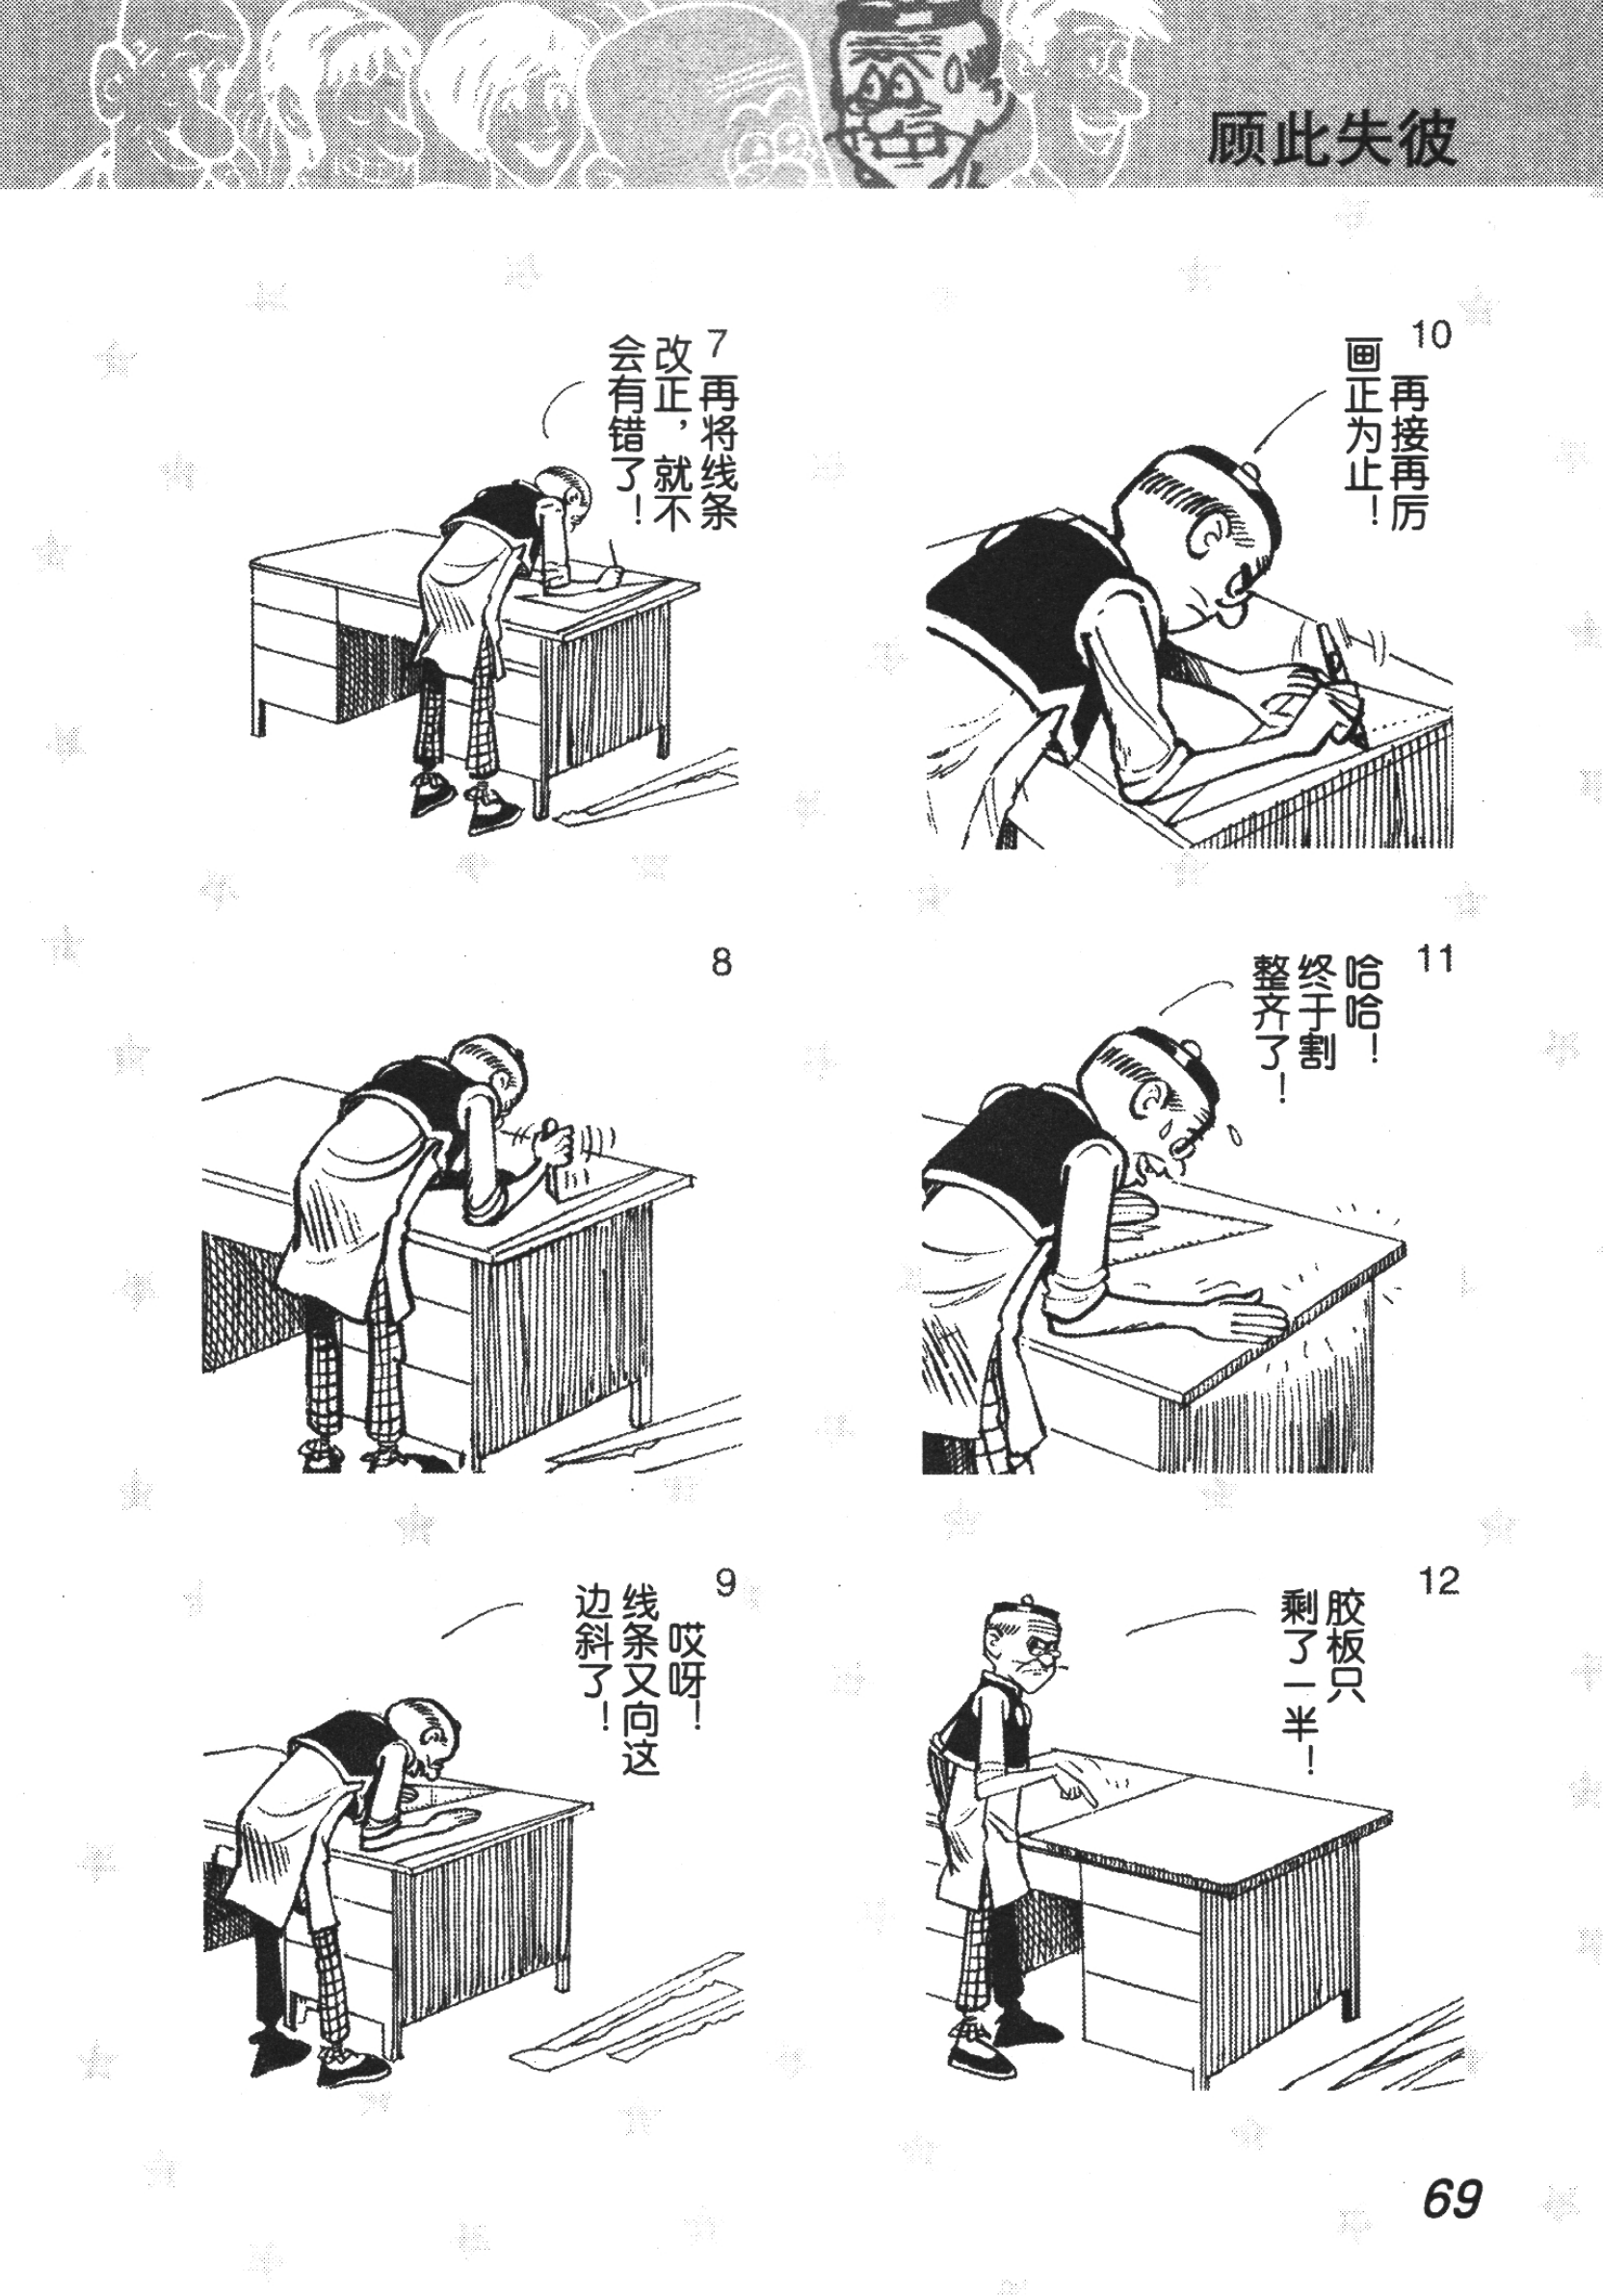 顾此失彼
7
再将线条
改正，就不
会有错了！
8
9
哎呀！
线条又向这
边斜了！
10
再接再厉
画正为止！
11
哈哈！
终于割
整齐了！
12
胶板只
剩了一半！
69